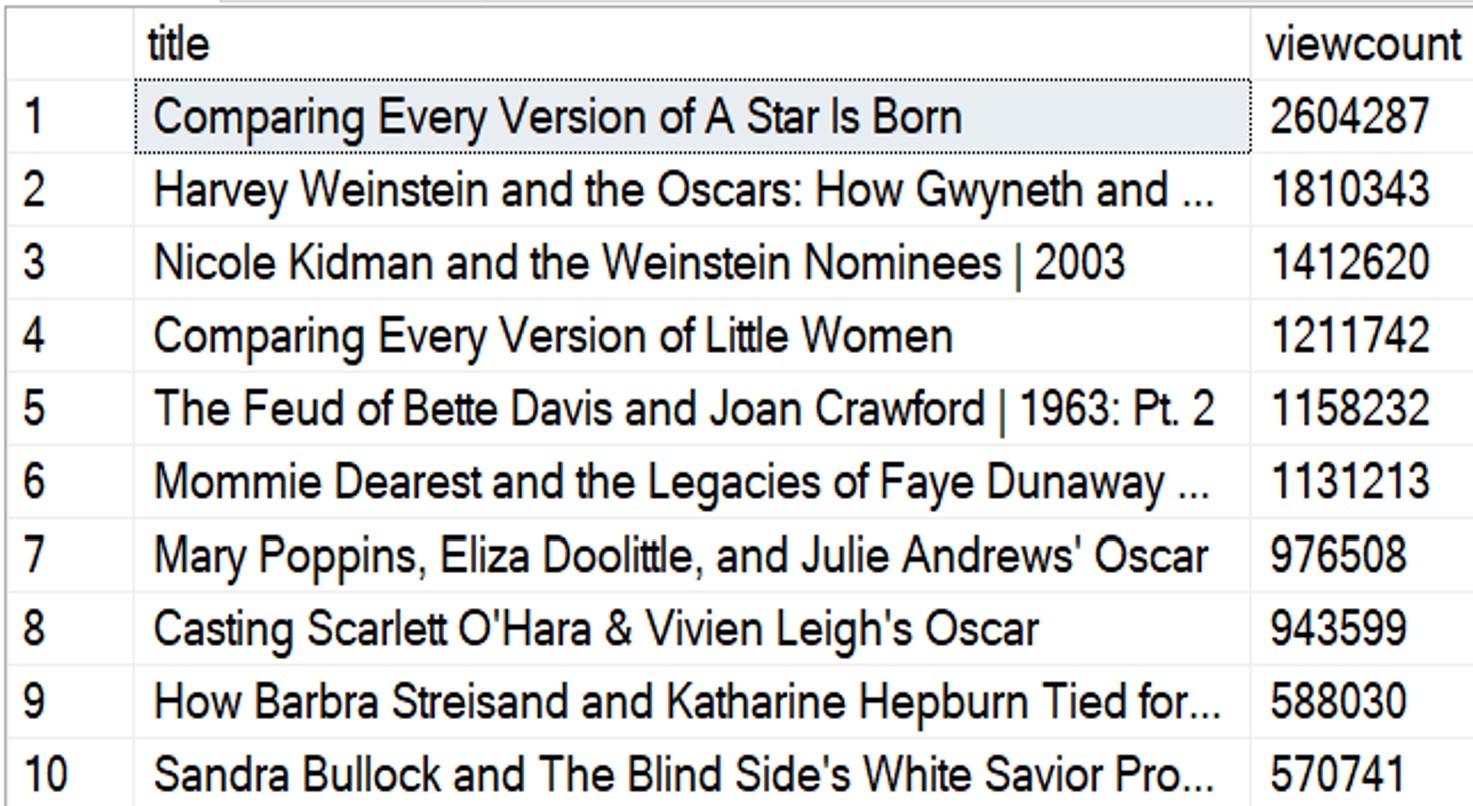 title viewcount
1 Comparing Every Version of A Star Is Born 2604287
2 Harvey Weinstein and the Oscars: How Gwyneth and ... 1810343
3 Nicole Kidman and the Weinstein Nominees | 2003 1412620
4 Comparing Every Version of Little Women 1211742
5 The Feud of Bette Davis and Joan Crawford | 1963: Pt. 2 1158232
6 Mommie Dearest and the Legacies of Faye Dunaway ... 1131213
7 Mary Poppins, Eliza Doolittle, and Julie Andrews' Oscar 976508
8 Casting Scarlett O'Hara & Vivien Leigh's Oscar 943599
9 How Barbra Streisand and Katharine Hepburn Tied for... 588030
10 Sandra Bullock and The Blind Side's White Savior Pro... 570741